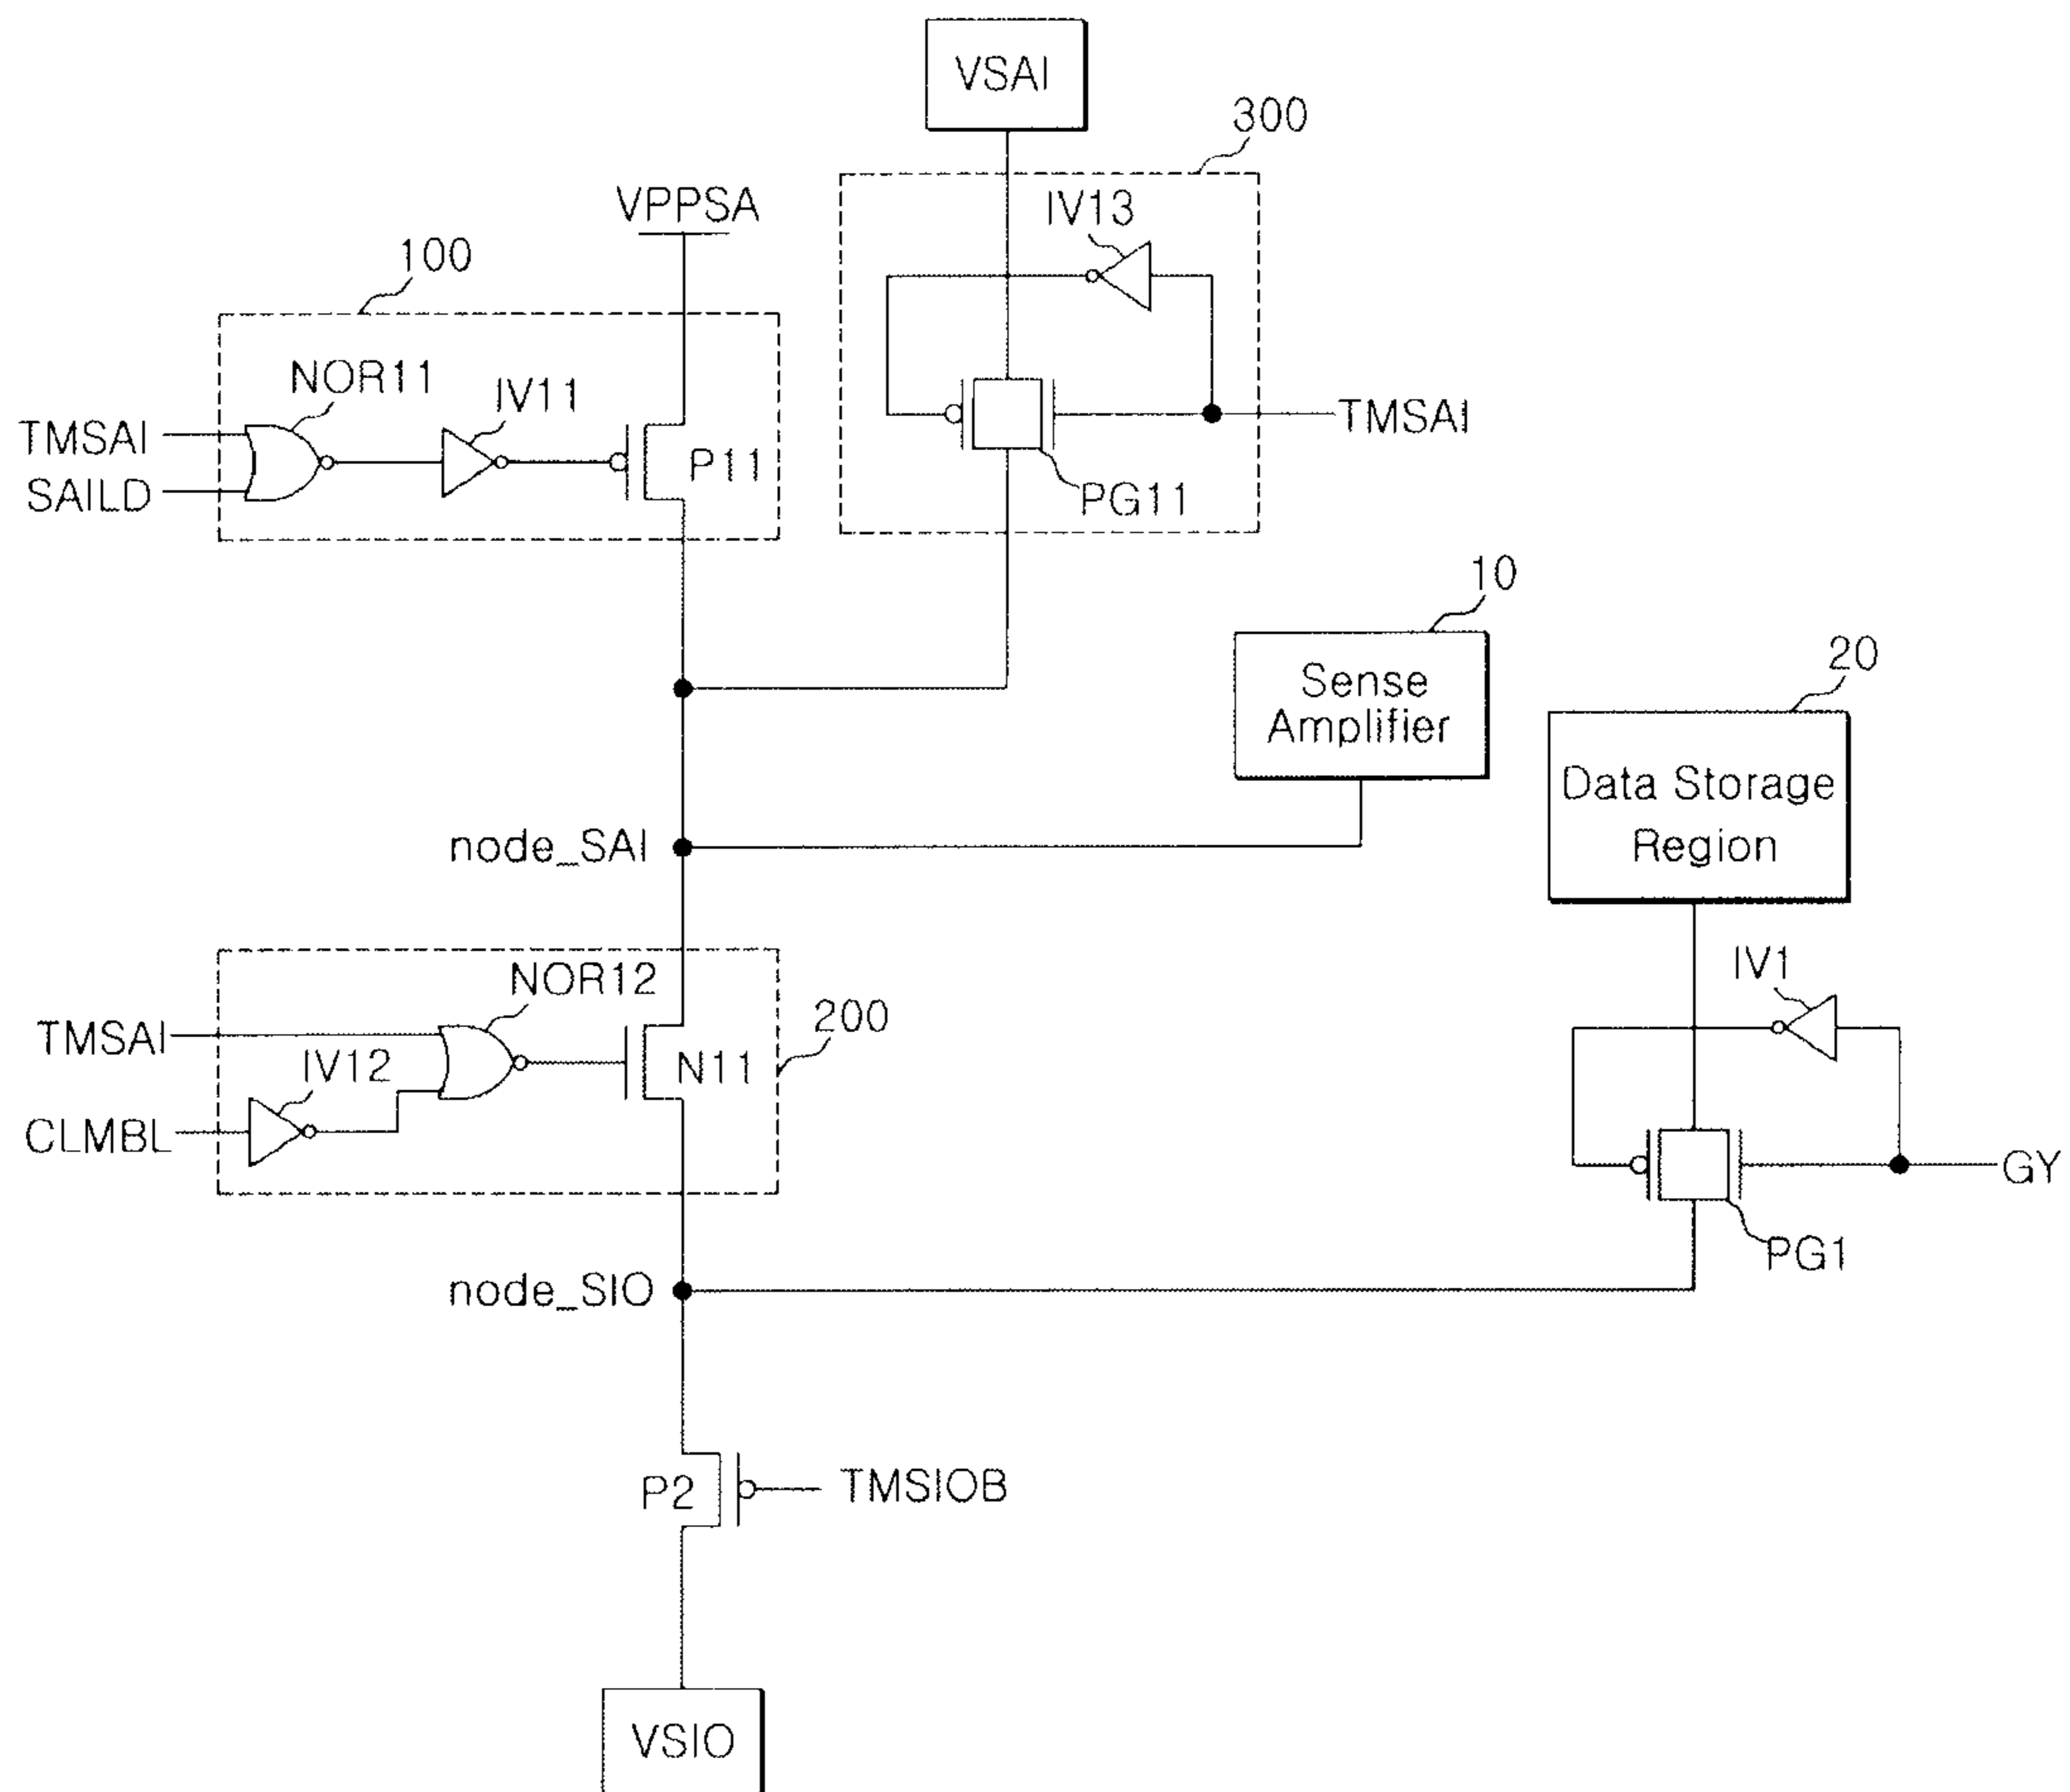 VSAI
300
IV13
VPPSA
100
NOR11
IV11
TMSAI
SAILD
P11
TMSAI
PG11
10
Sense
Amplifier
20
Data Storage
Region
node_SAI
NOR12
IV1
TMSAI
IV12
N11
200
CLMBL
GY
PG1
node_SIO
P2
TMSIOB
VSIO